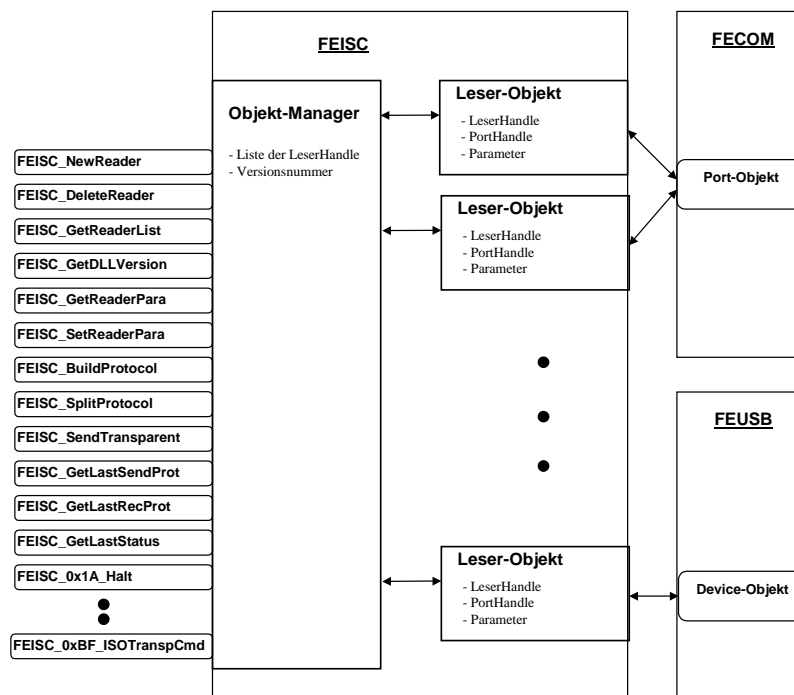 FEISC
FECOM
Objekt-Manager
- Liste der LeserHandle
- Versionsnummer
FEISC_NewReader
FEISC_DeleteReader
FEISC_GetReaderList
FEISC_GetDLLVersion
FEISC_GetReaderPara
FEISC_SetReaderPara
FEISC_BuildProtocol
FEISC_SplitProtocol
FEISC_SendTransparent
FEISC_GetLastSendProt
FEISC_GetLastRecProt
FEISC_GetLastStatus
FEISC_0x1A_Halt
FEISC_0xBF_ISOTranspCmd
Leser-Objekt
- LeserHandle
- PortHandle
- Parameter
Leser-Objekt
- LeserHandle
- PortHandle
- Parameter
Leser-Objekt
- LeserHandle
- PortHandle
- Parameter
Port-Objekt
FEUSB
Device-Objekt